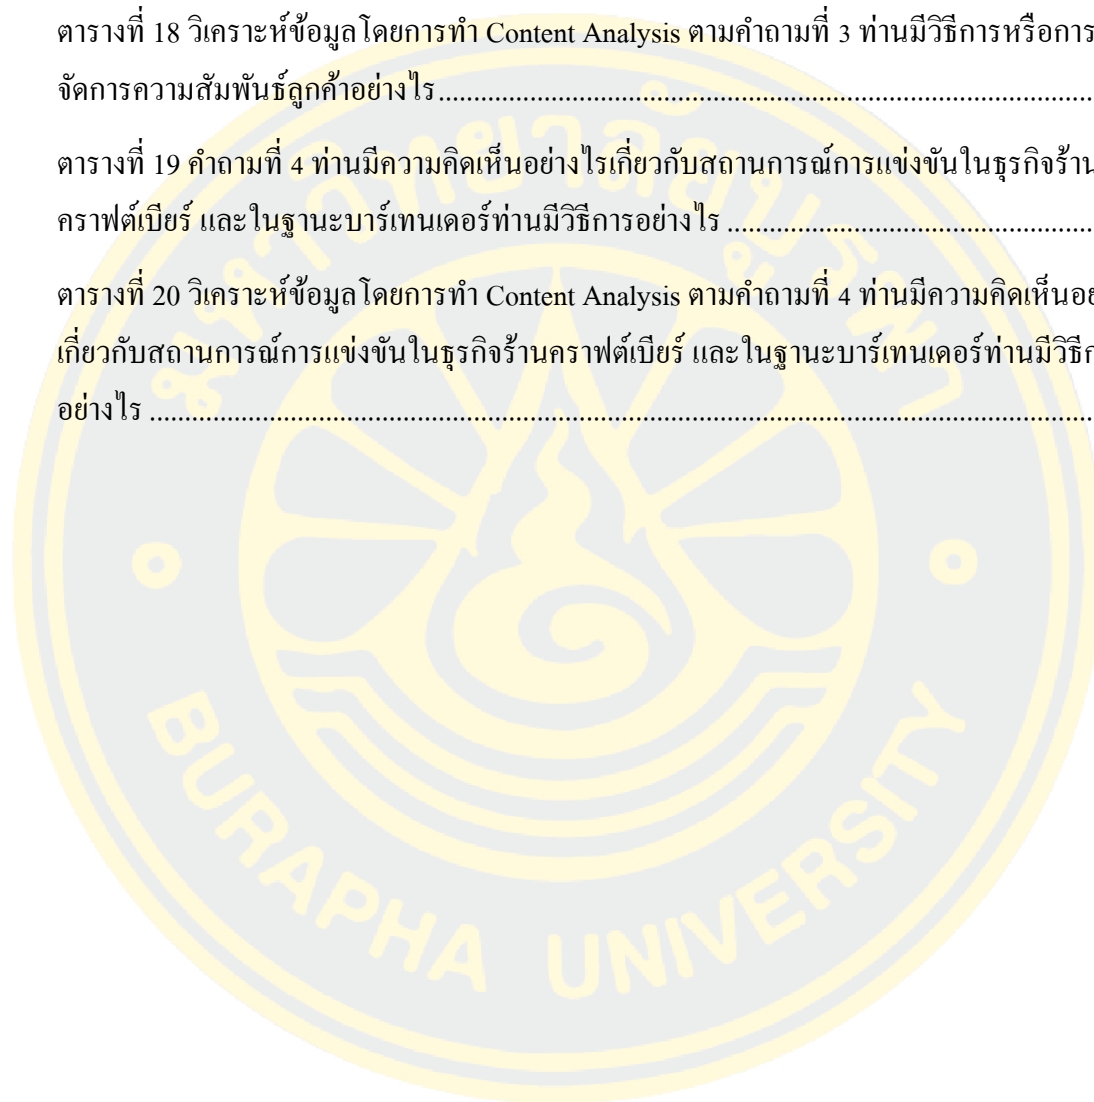 ตารางที่ 18 วิเคราะห์ข้อมูลโดยการทำ Content Analysis ตามคำถามที่ 3 ท่านมีวิธีการหรือการ
จัดการความสัมพันธ์ลูกค้าอย่างไร..........................................................................................
ตารางที่ 19 คำถามที่ 4 ท่านมีความคิดเห็นอย่างไรเกี่ยวกับสถานการณ์การแข่งขันในธุรกิจร้าน
คราฟต์เบียร์ และในฐานะบาร์เทนเดอร์ท่านมีวิธีการอย่างไร ..................................................
ตารางที่ 20 วิเคราะห์ข้อมูลโดยการทำ Content Analysis ตามคำถามที่ 4 ท่านมีความคิดเห็นอย
เกี่ยวกับสถานการณ์การแข่งขันในธุรกิจร้านคราฟต์เบียร์ และในฐานะบาร์เทนเดอร์ท่านมีวิธีก
อย่างไร ...................................................................................................................................
มหาวิทยาลัยบูรพา
BURAPHA UNIVERSITY